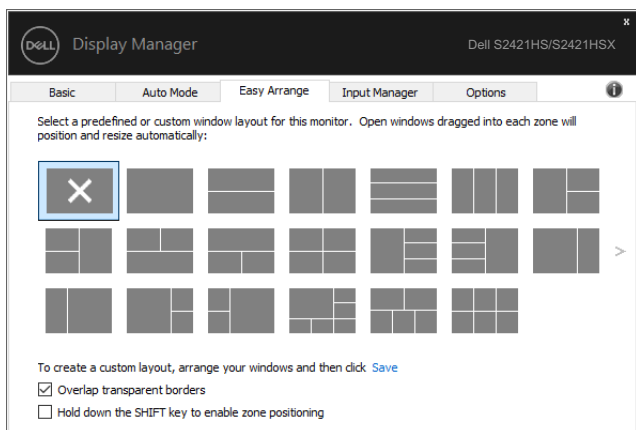 x
DELL Display Manager Dell S2421HS/S2421HSX
Basic Auto Mode Easy Arrange Input Manager Options i
Select a predefined or custom window layout for this monitor. Open windows dragged into each zone will
position and resize automatically:
>
To create a custom layout, arrange your windows and then click Save
Overlap transparent borders
Hold down the SHIFT key to enable zone positioning